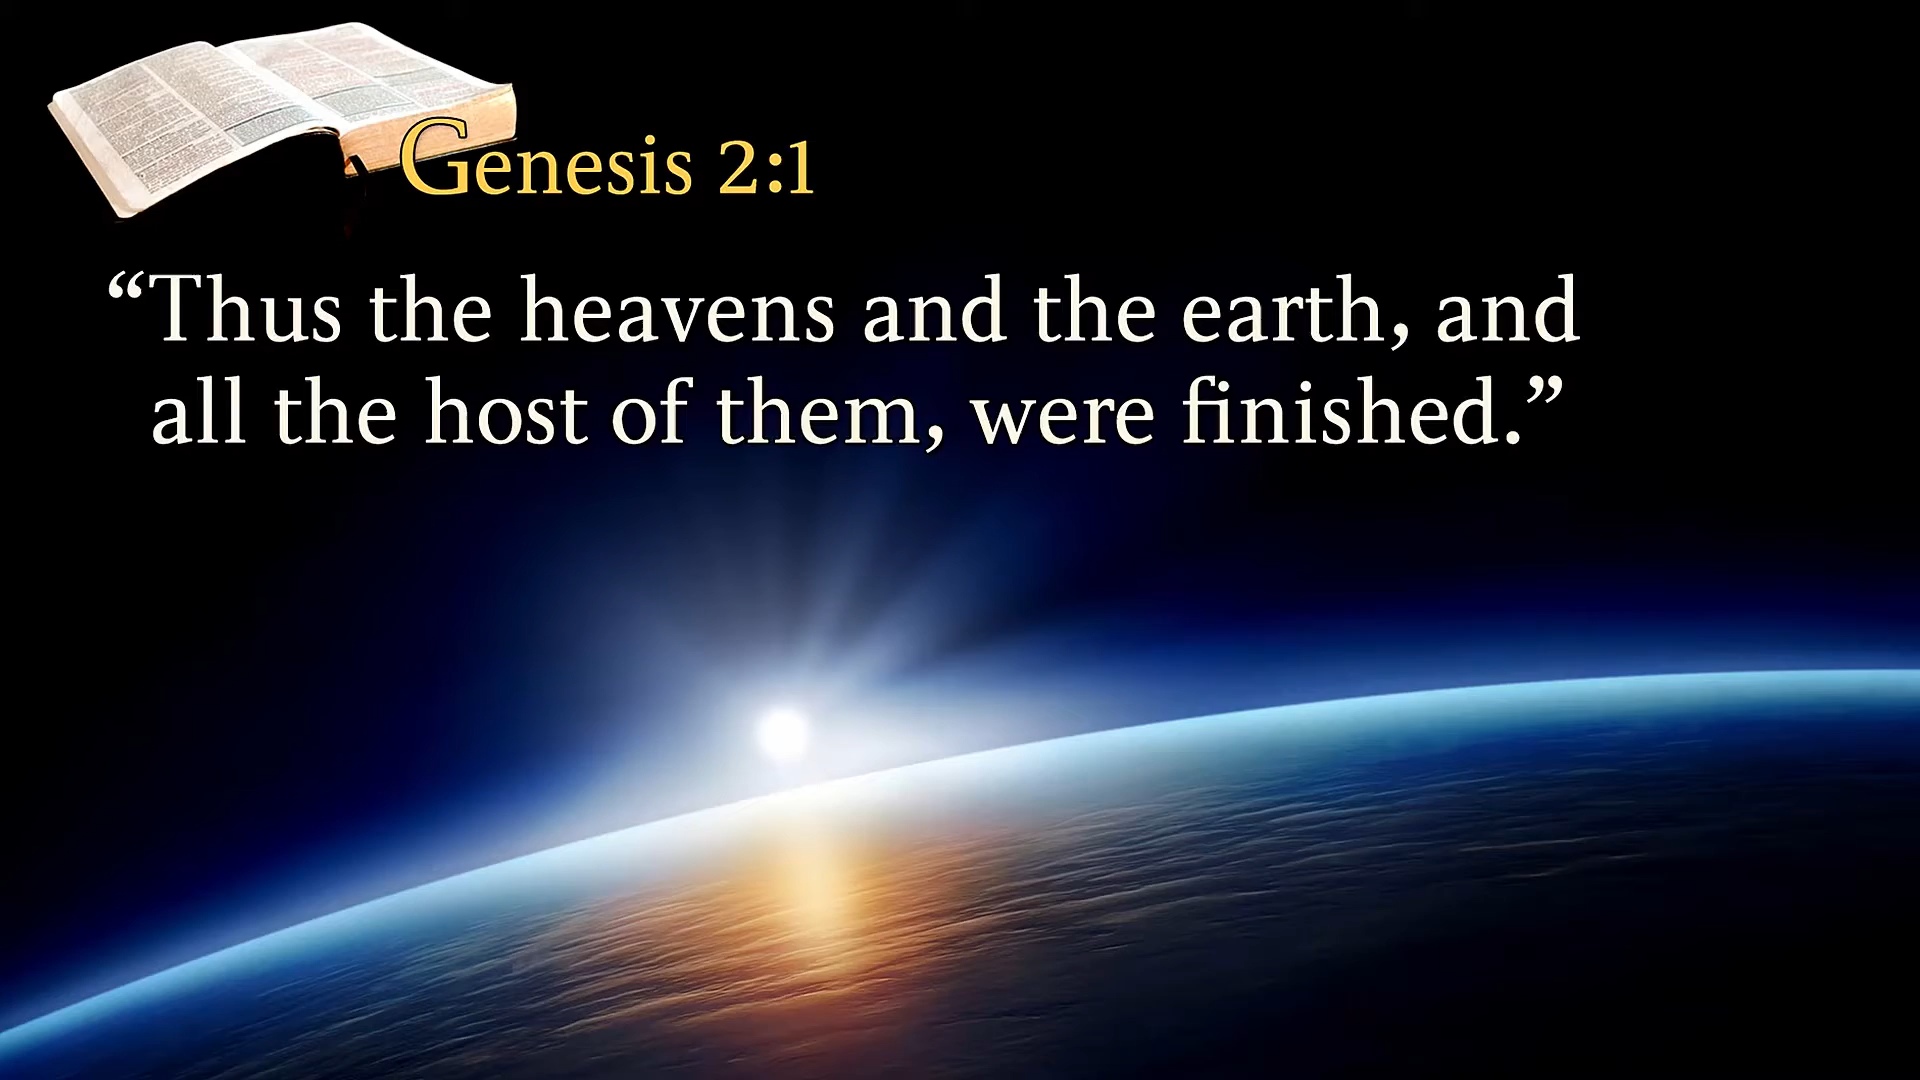 Genesis 2:1
“Thus the heavens and the earth, and
all the host of them, were finished.”